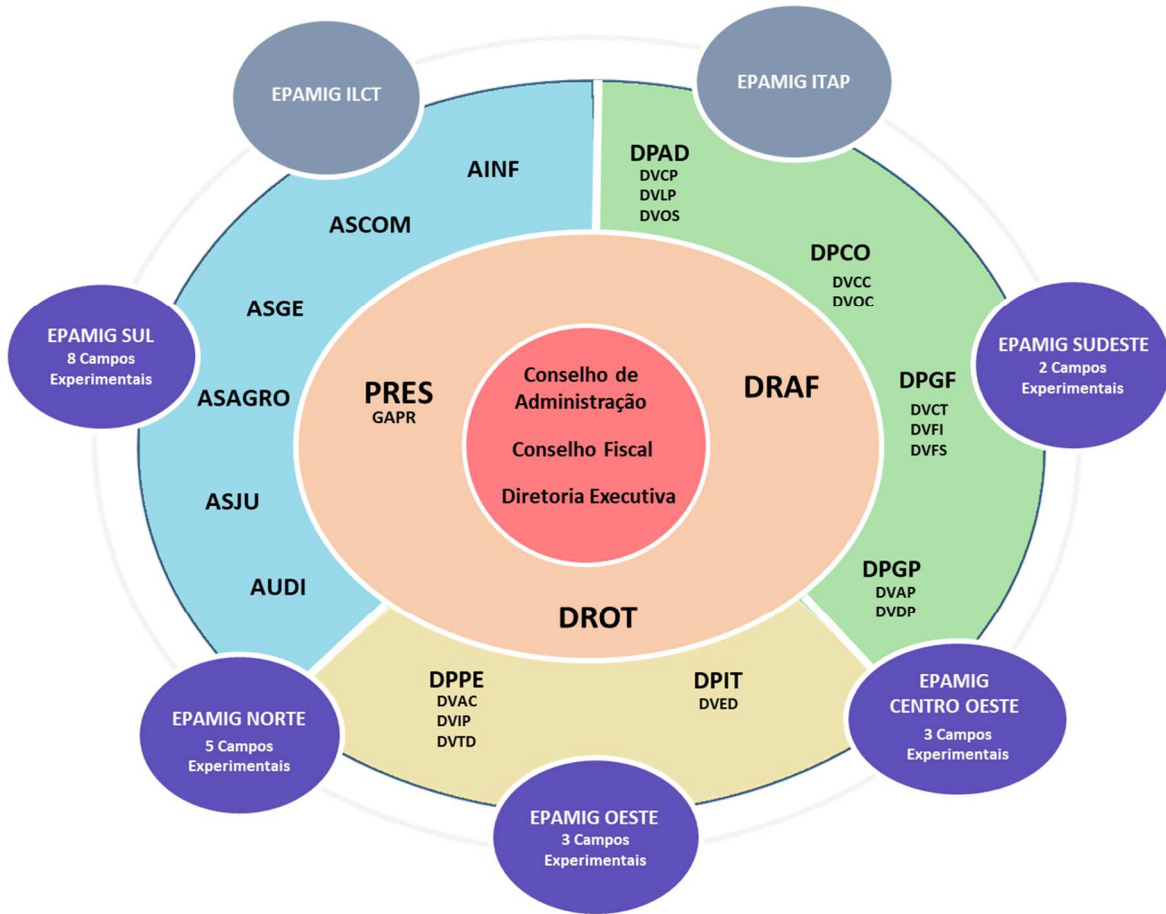 EPAMIG ILCT
EPAMIG ITAP
AINF
ASCOM
ASGE
ASAGRO
ASJU
AUDI
DPAD
DVCP
DVLP
DVOS
DPCO
DVCC
DVOC
DPGF
DVCT
DVFI
DVFS
DPGP
DVAP
DVDP
PRES
GAPR
Conselho de
Administração
Conselho Fiscal
Diretoria Executiva
DRAF
DROT
DPPE
DVAC
DVIP
DVTD
DPIT
DVED
EPAMIG SUL
8 Campos
Experimentais
EPAMIG SUDESTE
2 Campos
Experimentais
EPAMIG NORTE
5 Campos
Experimentais
EPAMIG OESTE
3 Campos
Experimentais
EPAMIG
CENTRO OESTE
3 Campos
Experimentais